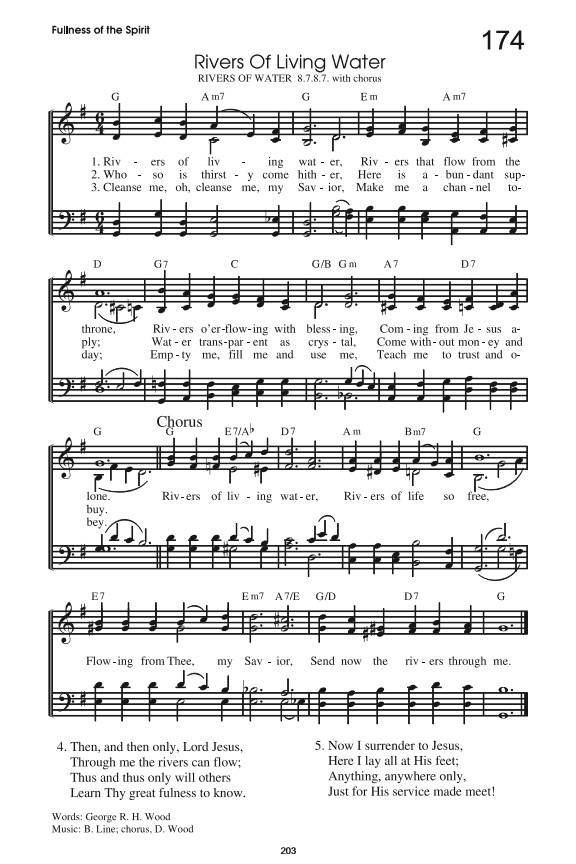 Fullness of the Spirit
174
Rivers Of Living Water
RIVERS OF WATER 8.7.8.7. with chorus
G Am7 G Em Am7
1. Riv - ers of liv - ing wat - er, Riv - ers that flow from the
2. Who - so is thirst - y come hith - er, Here is a - bun - dant sup-
3. Cleanse me, oh, cleanse me, my Sav - ior, Make me a chan - nel to-
D G7 C G/B Gm A7 D7
throne, Riv - ers o'er-flow-ing with bless - ing, Com - ing from Je - sus a-
ply; Wat - er trans-par-ent as crys - tal, Come with-out mon-ey and
day; Emp - ty me, fill me and use me, Teach me to trust and o-
Chorus
G G E7/A♭ D7 Am Bm7 G
lone. Riv - ers of liv - ing wat - er, Riv - ers of life so free,
buy.
bey.
E7 Em7 A7/E G/D D7 G
Flow-ing from Thee, my Sav - ior, Send now the riv - ers through me.
4. Then, and then only, Lord Jesus,
Through me the rivers can flow;
Thus and thus only will others
Learn Thy great fulness to know.
5. Now I surrender to Jesus,
Here I lay all at His feet;
Anything, anywhere only,
Just for His service made meet!
Words: George R. H. Wood
Music: B. Line; chorus, D. Wood
203